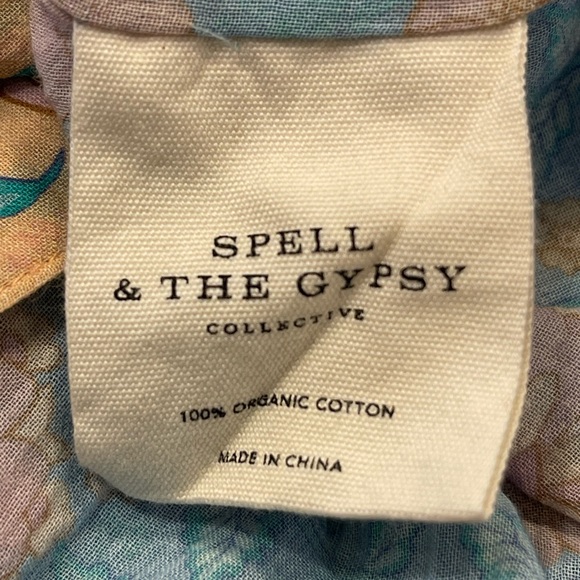 SPELL
& THE GYPSY
COLLECTIVE
100% ORGANIC COTTON
MADE IN CHINA